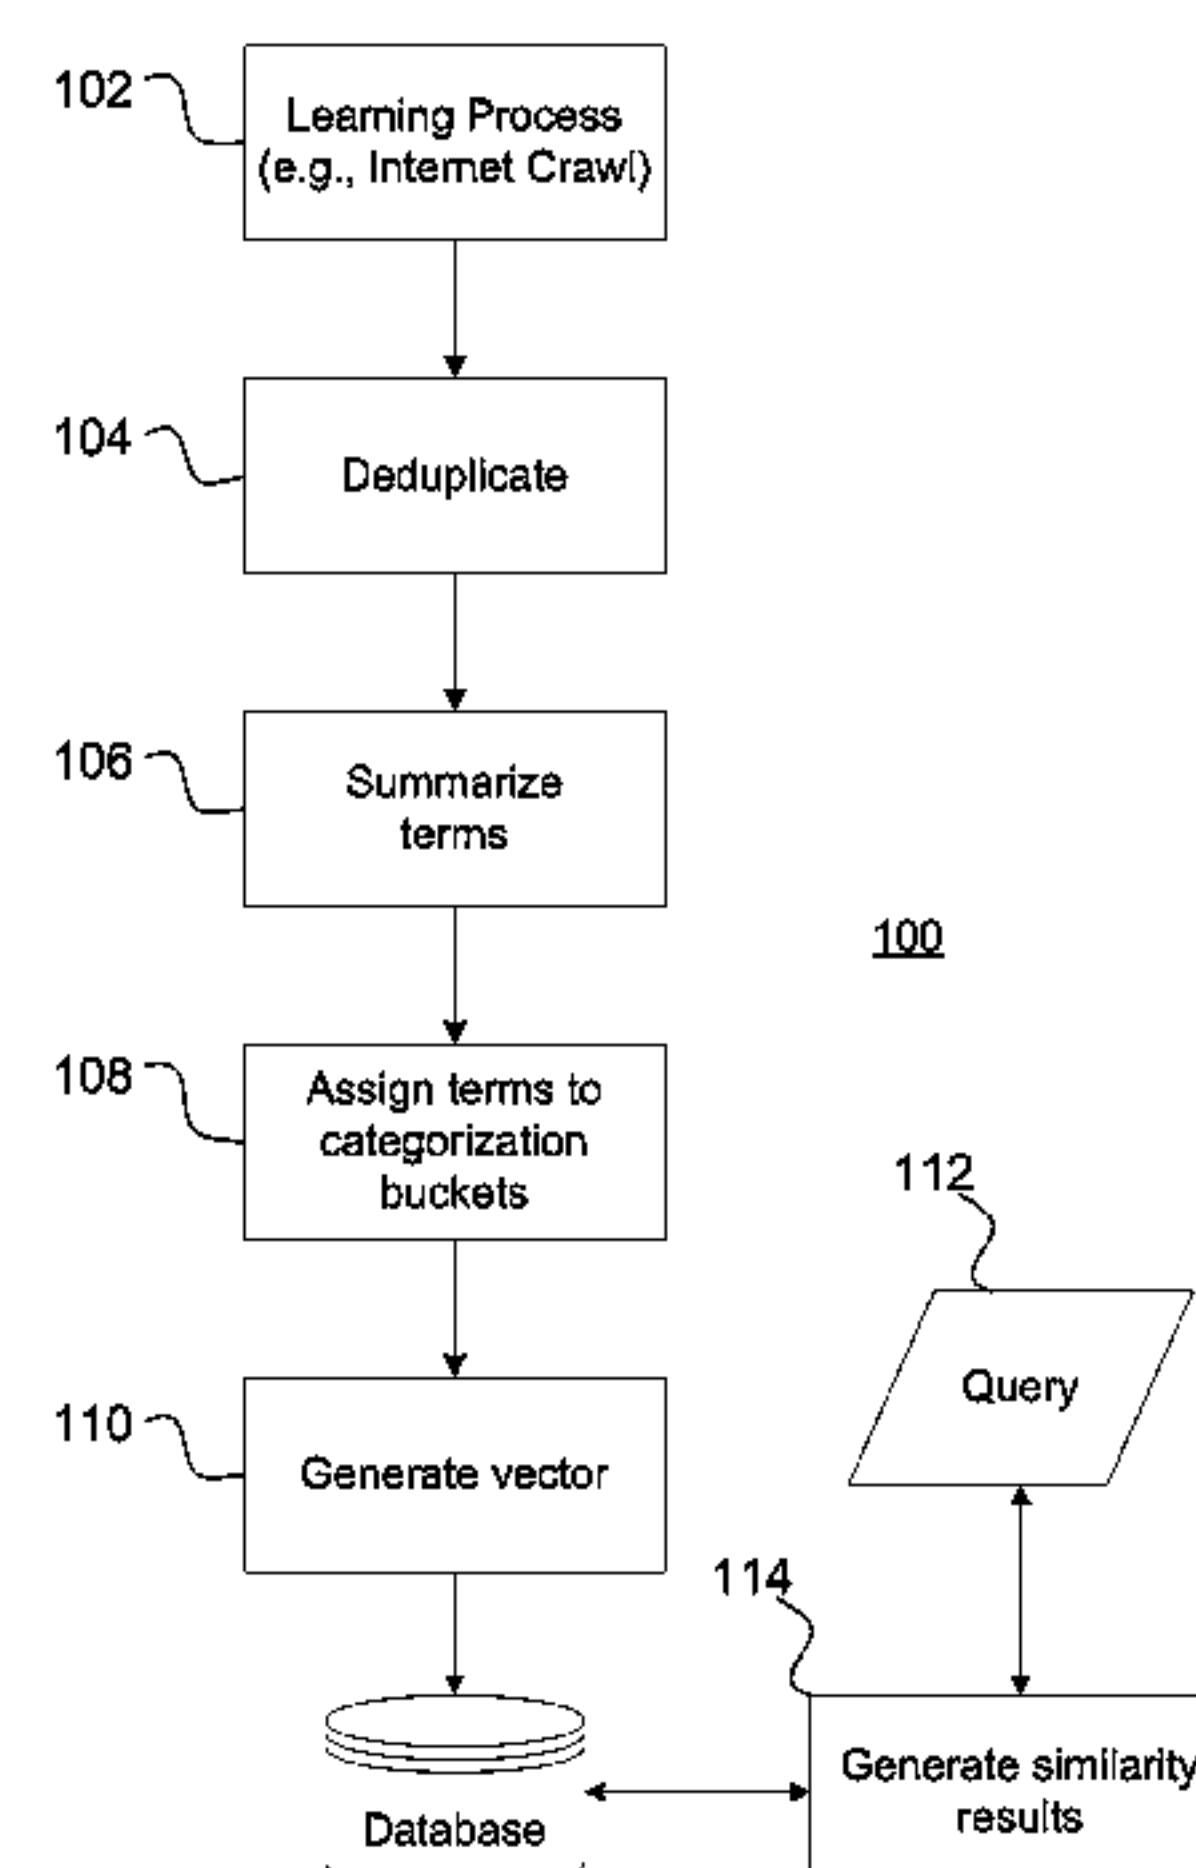 102
Learning Process
(e.g., Internet Crawl)
104
Deduplicate
106
Summarize
terms
100
108
Assign terms to
categorization
buckets
112
Query
110
Generate vector
114
Generate similarity
results
Database